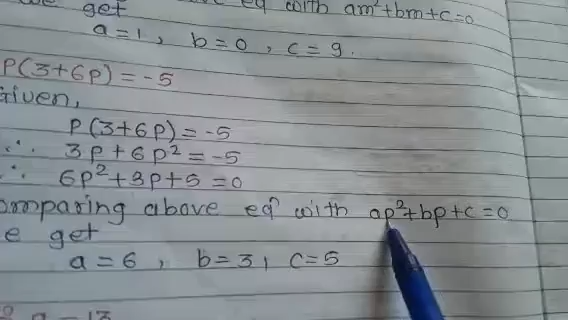 we get eq with am²+bm+c=0
a=1, b=0, c=9.
P(3+6P)=-5
Given,
P(3+6P)=-5
∴ 3P+6P²=-5
∴ 6P²+3P+5=0
omparing above eqⁿ with ap²+bp+c=0
e get
a=6, b=3, c=5